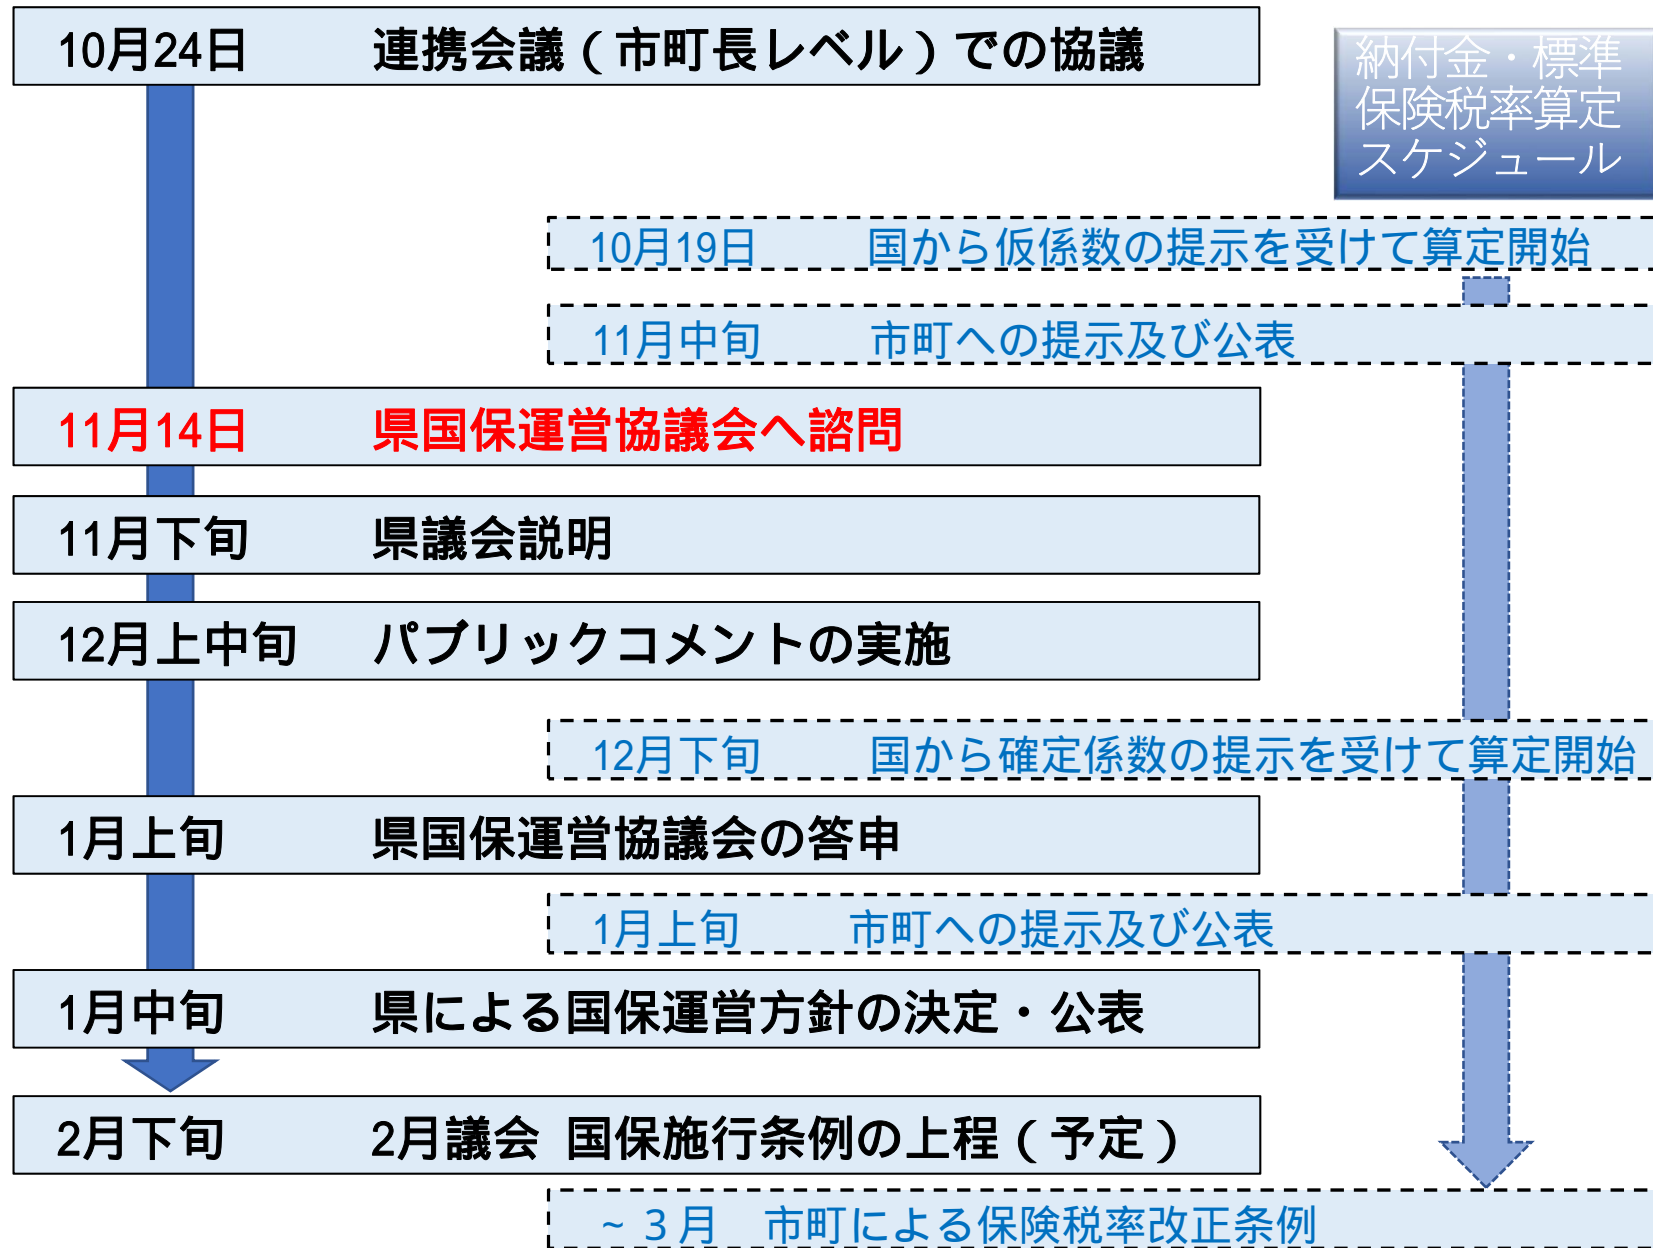 10月24日 連携会議(市町長レベル)での協議
納付金・標準
保険税率算定
スケジュール
10月19日 国から仮係数の提示を受けて算定開始
11月中旬 市町への提示及び公表
11月14日 県国保運営協議会へ諮問
11月下旬 県議会説明
12月上中旬 パブリックコメントの実施
12月下旬 国から確定係数の提示を受けて算定開始
1月上旬 県国保運営協議会の答申
1月上旬 市町への提示及び公表
1月中旬 県による国保運営方針の決定・公表
2月下旬 2月議会 国保施行条例の上程(予定)
~3月 市町による保険税率改正条例